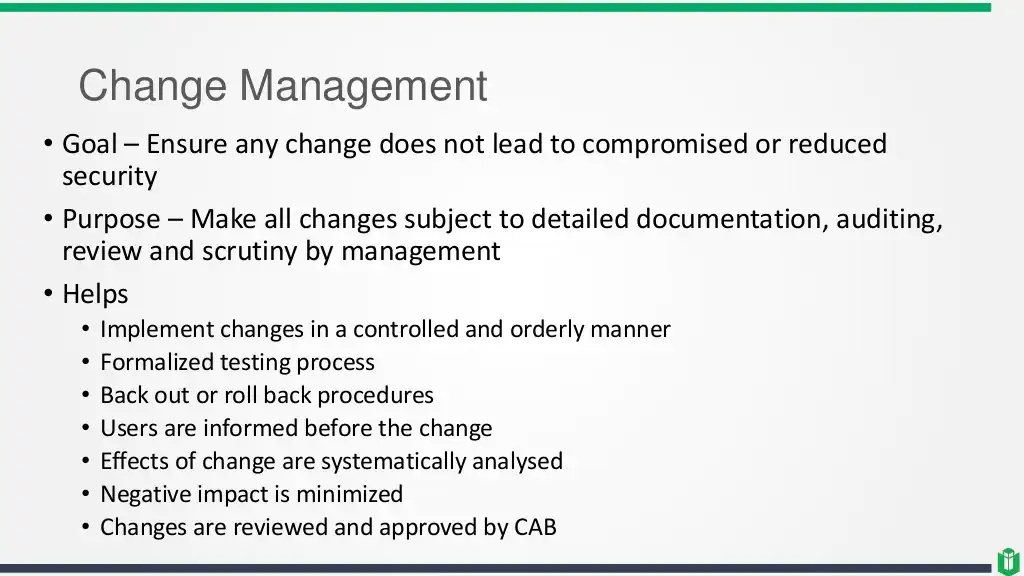 Change Management
• Goal – Ensure any change does not lead to compromised or reduced
security
• Purpose – Make all changes subject to detailed documentation, auditing,
review and scrutiny by management
• Helps
• Implement changes in a controlled and orderly manner
• Formalized testing process
• Back out or roll back procedures
• Users are informed before the change
• Effects of change are systematically analysed
• Negative impact is minimized
• Changes are reviewed and approved by CAB